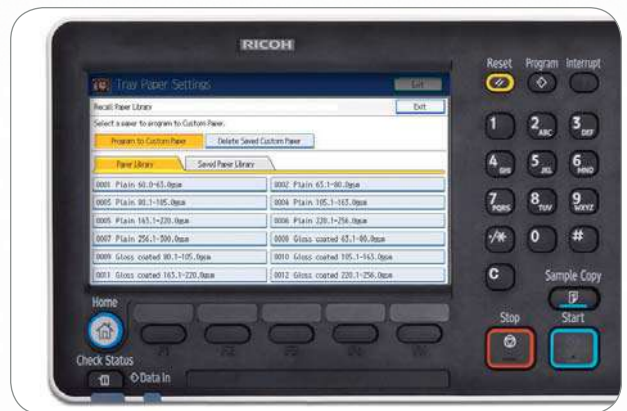 RICOH
Tray Paper Settings
Exit
Recall Paper Library
Exit
Select a paper to program to Custom Paper.
Program to Custom Paper
Delete Saved Custom Paper
Paper Library
Saved Paper Library
0001 Plain 60.0-63.0gsm
0002 Plain 63.1-80.0gsm
0003 Plain 80.1-105.0gsm
0004 Plain 105.1-163.0gsm
0005 Plain 163.1-220.0gsm
0006 Plain 220.1-256.0gsm
0007 Plain 256.1-300.0gsm
0008 Gloss coated 63.1-80.0gsm
0009 Gloss coated 80.1-105.0gsm
0010 Gloss coated 105.1-163.0gsm
0011 Gloss coated 163.1-220.0gsm
0012 Gloss coated 220.1-256.0gsm
Reset Program Interrupt
1 2 ABC 3 DEF
4 GHI 5 JKL 6 MNO
7 PQRS 8 TUV 9 WXYZ
·/* 0 #
C
Sample Copy
Stop
Start
Home
F1 F2 F3 F4
Check Status
Data In